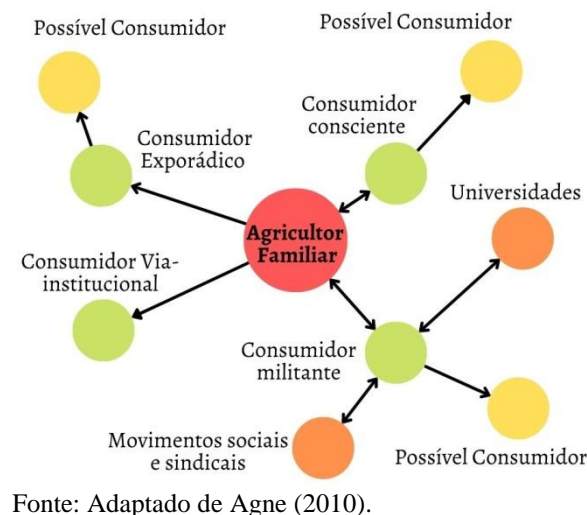 Possível Consumidor
Possível Consumidor
Consumidor
consciente
Consumidor
Exporádico
Universidades
Agricultor
Familiar
Consumidor Via-
institucional
Consumidor
militante
Movimentos sociais
e sindicais
Possível Consumidor
Fonte: Adaptado de Agne (2010).